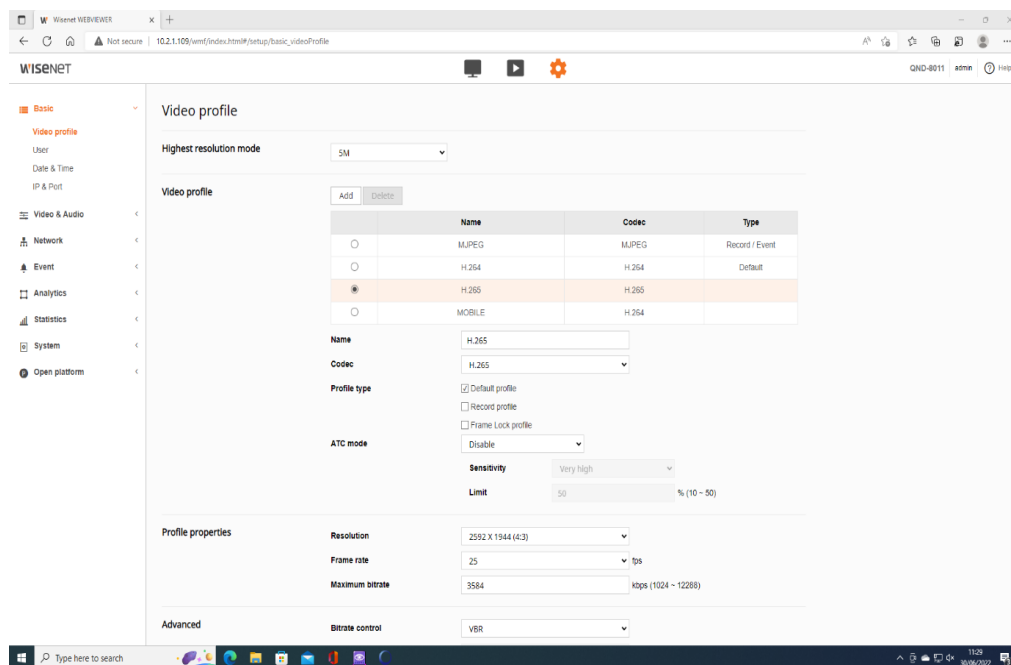 Wisenet WEBVIEWER
Not secure 10.2.1.109/wmf/index.html#/setup/basic_videoProfile
WISENET
QND-8011 admin ? Help
Basic
Video profile
User
Date & Time
IP & Port
Video & Audio
Network
Event
Analytics
Statistics
System
Open platform
Video profile
Highest resolution mode 5M
Video profile Add Delete
Name Codec Type
MJPEG MJPEG Record / Event
H.264 H.264 Default
H.265 H.265
MOBILE H.264
Name H.265
Codec H.265
Profile type Default profile
Record profile
Frame Lock profile
ATC mode Disable
Sensitivity Very high
Limit 50 % (10 ~ 50)
Profile properties Resolution 2592 X 1944 (4:3)
Frame rate 25 fps
Maximum bitrate 3584 kbps (1024 ~ 12288)
Advanced Bitrate control VBR
Type here to search
11:29
30/06/2022